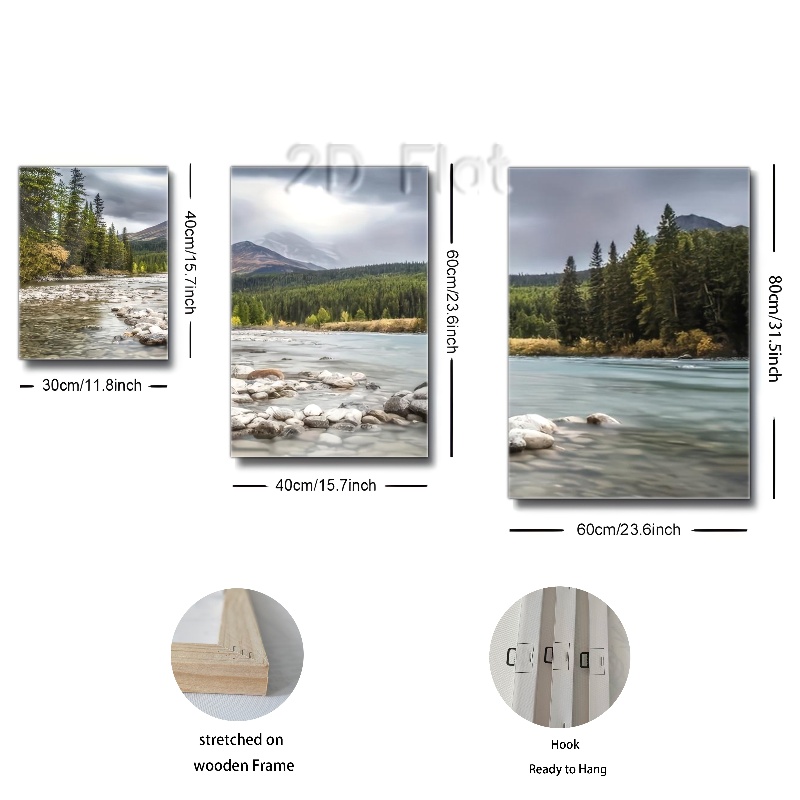 2D Flat
40cm/15.7inch
60cm/23.6inch
80cm/31.5inch
30cm/11.8inch
40cm/15.7inch
60cm/23.6inch
stretched on
wooden Frame
Hook
Ready to Hang